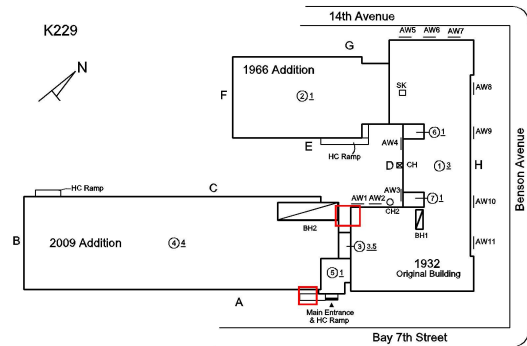 14th Avenue
K229
N
AW5 AW6 AW7
G
1966 Addition
SK
F
② 1
AW8
E
HC Ramp
AW4
⑥ 1
AW9
D
CH
① 3
H
Benson Avenue
HC Ramp
C
AW1 AW2
AW3
CH2
⑦ 1
AW10
B
2009 Addition
④ 4
BH2
BH1
③ 3.5
AW11
1932
Original Building
⑤ 1
A
Main Entrance
& HC Ramp
Bay 7th Street